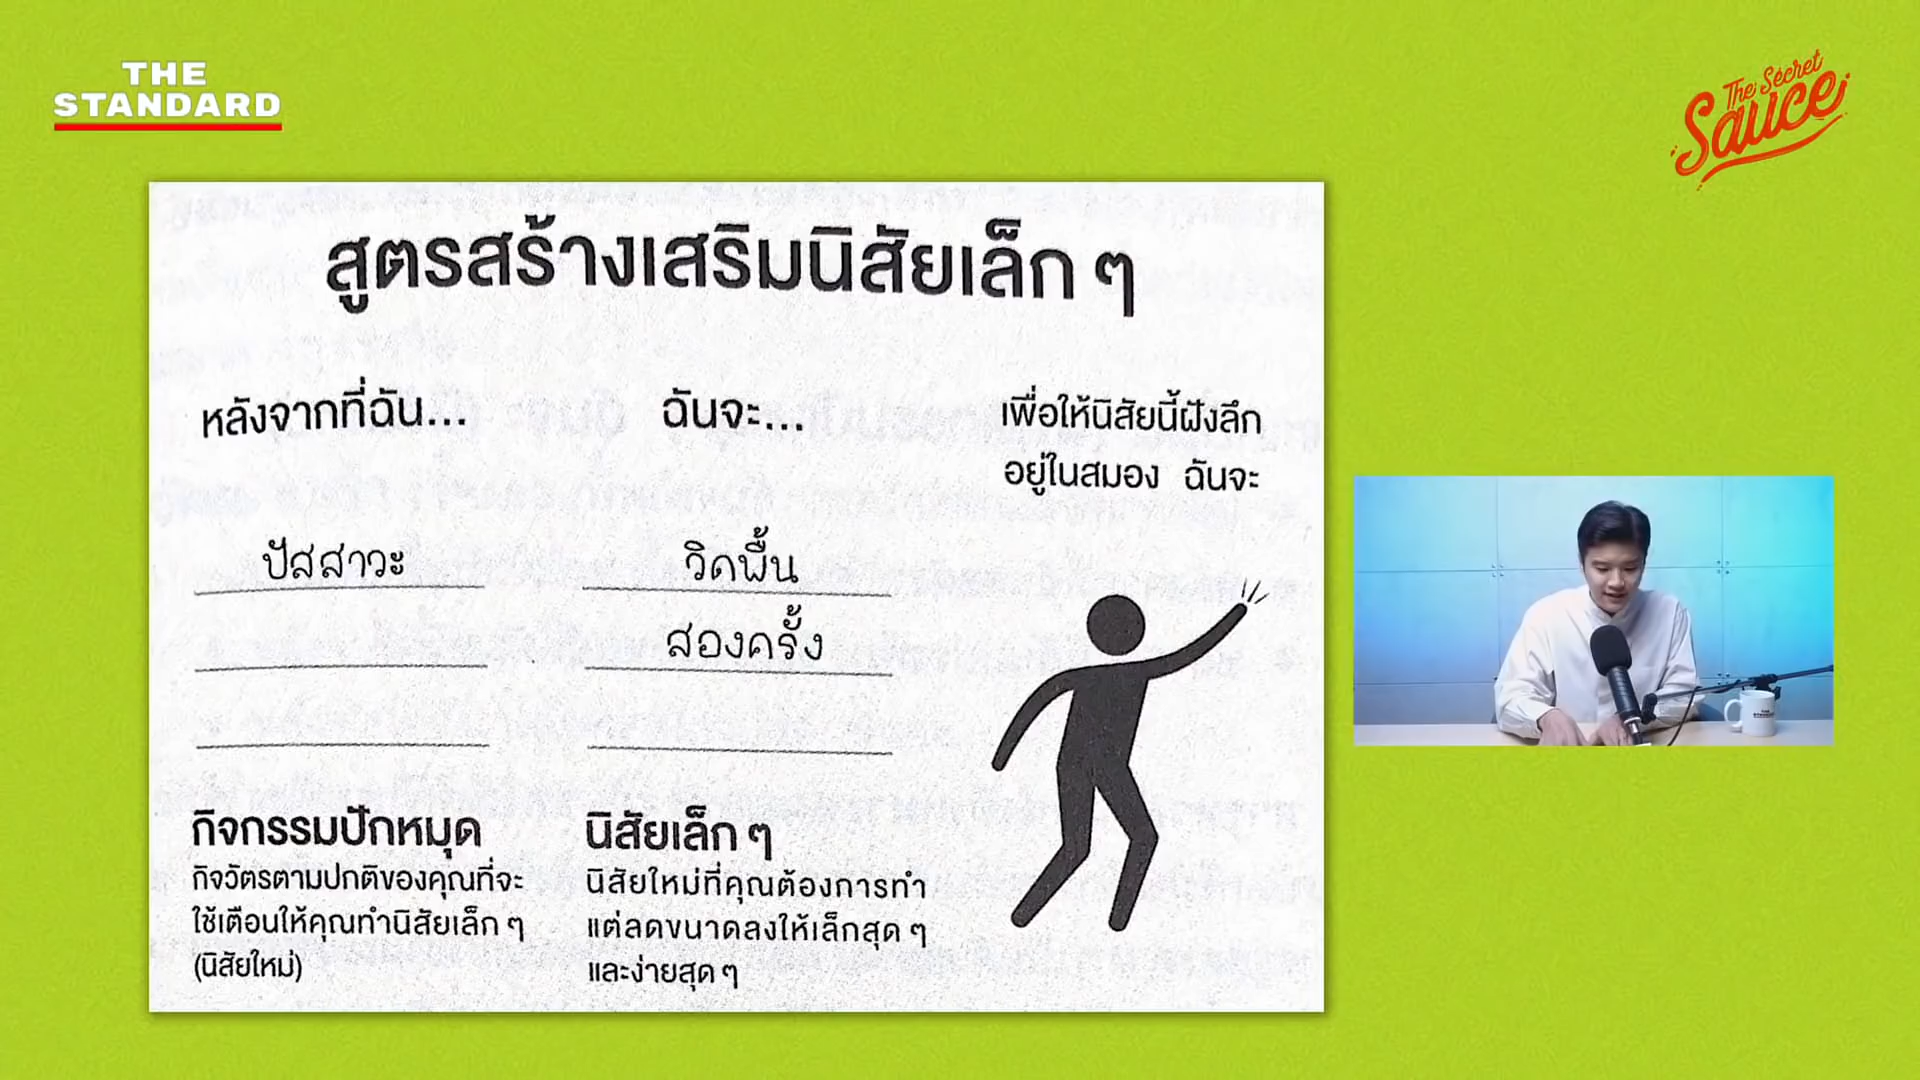 THE
STANDARD
The Secret
Sauce
สูตรสร้างเสริมนิสัยเล็ก ๆ
หลังจากที่ฉัน...
ฉันจะ...
เพื่อให้นิสัยนี้ฝังลึก
อยู่ในสมอง ฉันจะ
ปัสสาวะ
วิดพื้น
สองครั้ง
กิจกรรมปักหมุด
กิจวัตรตามปกติของคุณที่จะ
ใช้เตือนให้คุณทำนิสัยเล็ก ๆ
(นิสัยใหม่)
นิสัยเล็ก ๆ
นิสัยใหม่ที่คุณต้องการทำ
แต่ลดขนาดลงให้เล็กสุด ๆ
และง่ายสุด ๆ